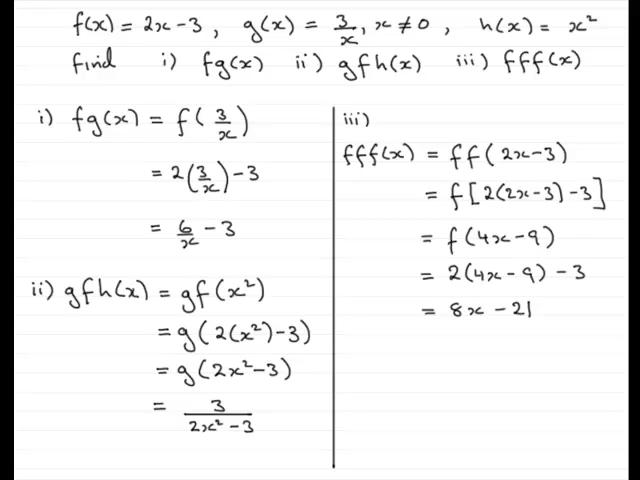 f(x) = 2x - 3 , g(x) = 3/x , x ≠ 0 , h(x) = x²
find i) fg(x) ii) gfh(x) iii) fff(x)
i) fg(x) = f(3/x)
= 2(3/x) - 3
= 6/x - 3
ii) gfh(x) = gf(x²)
= g(2(x²) - 3)
= g(2x² - 3)
= 3/(2x² - 3)
iii)
fff(x) = ff(2x - 3)
= f[2(2x - 3) - 3]
= f(4x - 9)
= 2(4x - 9) - 3
= 8x - 21